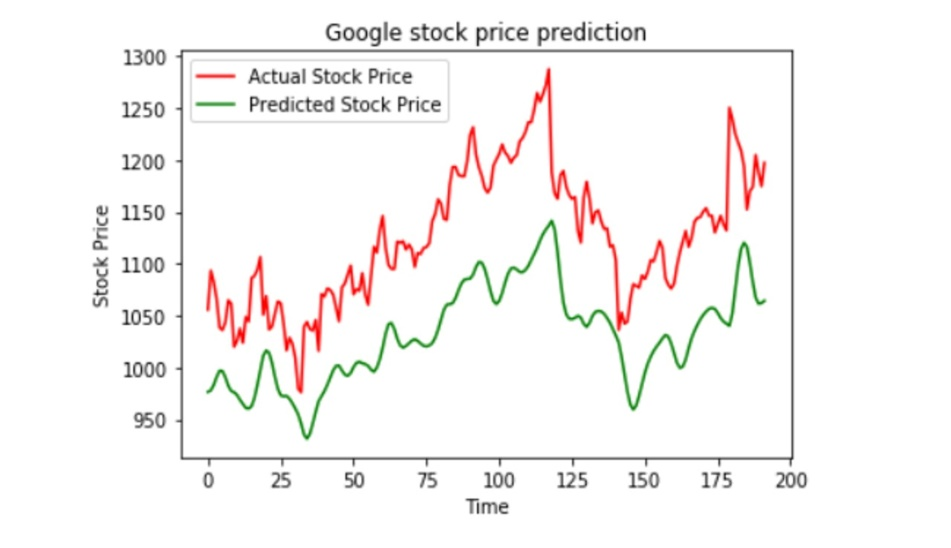 Google stock price prediction
1300
1250
1200
1150
1100
1050
1000
950
Stock Price
Actual Stock Price
Predicted Stock Price
0 25 50 75 100 125 150 175 200
Time